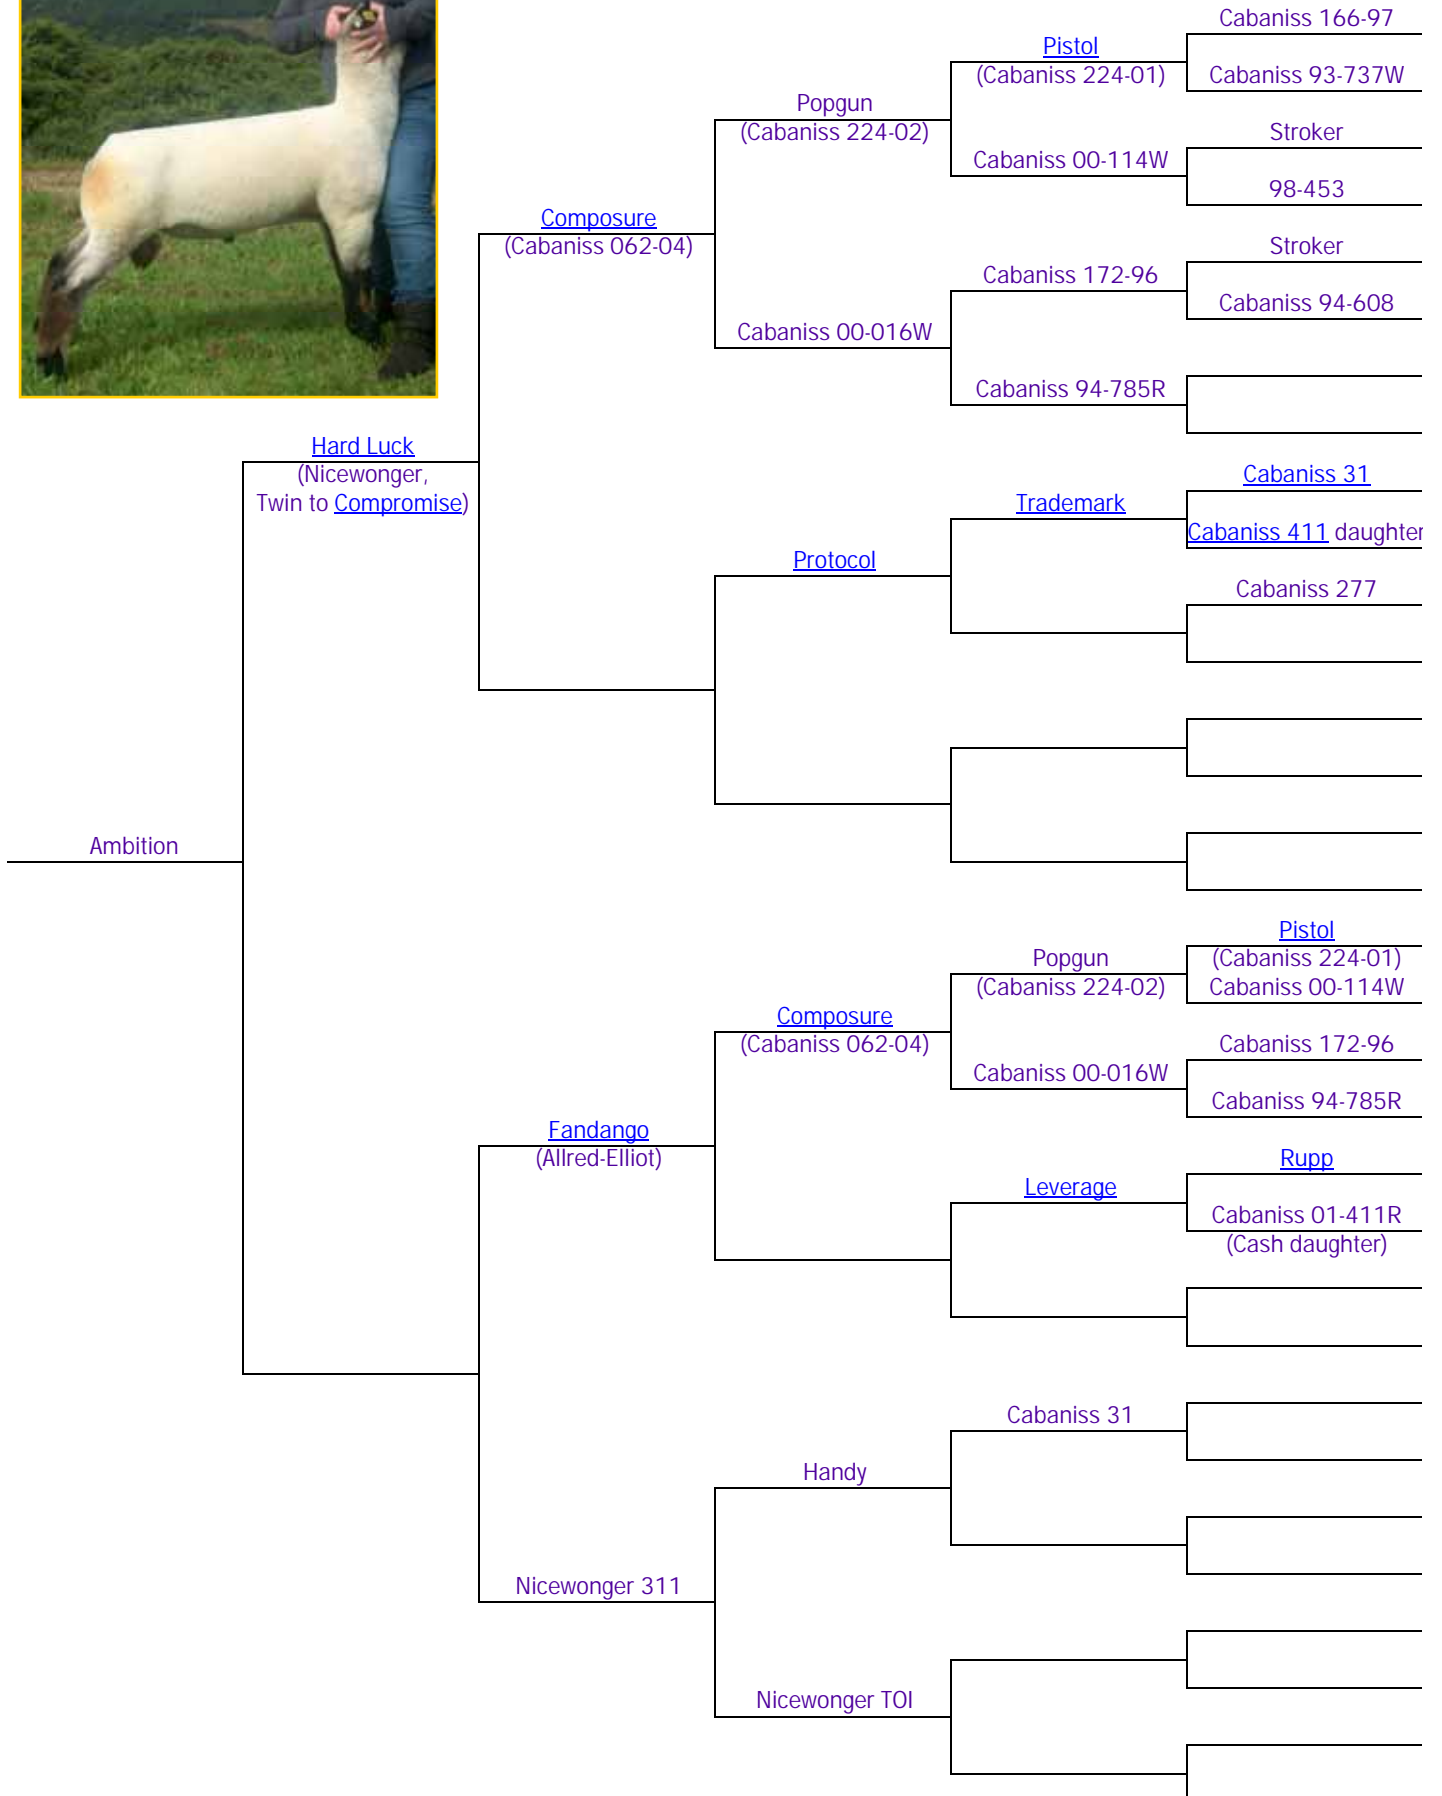 Cabaniss 166-97
Pistol
(Cabaniss 224-01)
Cabaniss 93-737W
Popgun
(Cabaniss 224-02)
Stroker
Cabaniss 00-114W
98-453
Composure
(Cabaniss 062-04)
Stroker
Cabaniss 172-96
Cabaniss 94-608
Cabaniss 00-016W
Cabaniss 94-785R
Hard Luck
(Nicewonger,
Twin to Compromise)
Cabaniss 31
Trademark
Cabaniss 411 daughter
Protocol
Cabaniss 277
Ambition
Pistol
(Cabaniss 224-01)
Popgun
(Cabaniss 224-02)
Cabaniss 00-114W
Composure
(Cabaniss 062-04)
Cabaniss 172-96
Cabaniss 00-016W
Cabaniss 94-785R
Fandango
(Allred-Elliot)
Rupp
Leverage
Cabaniss 01-411R
(Cash daughter)
Cabaniss 31
Handy
Nicewonger 311
Nicewonger TOI